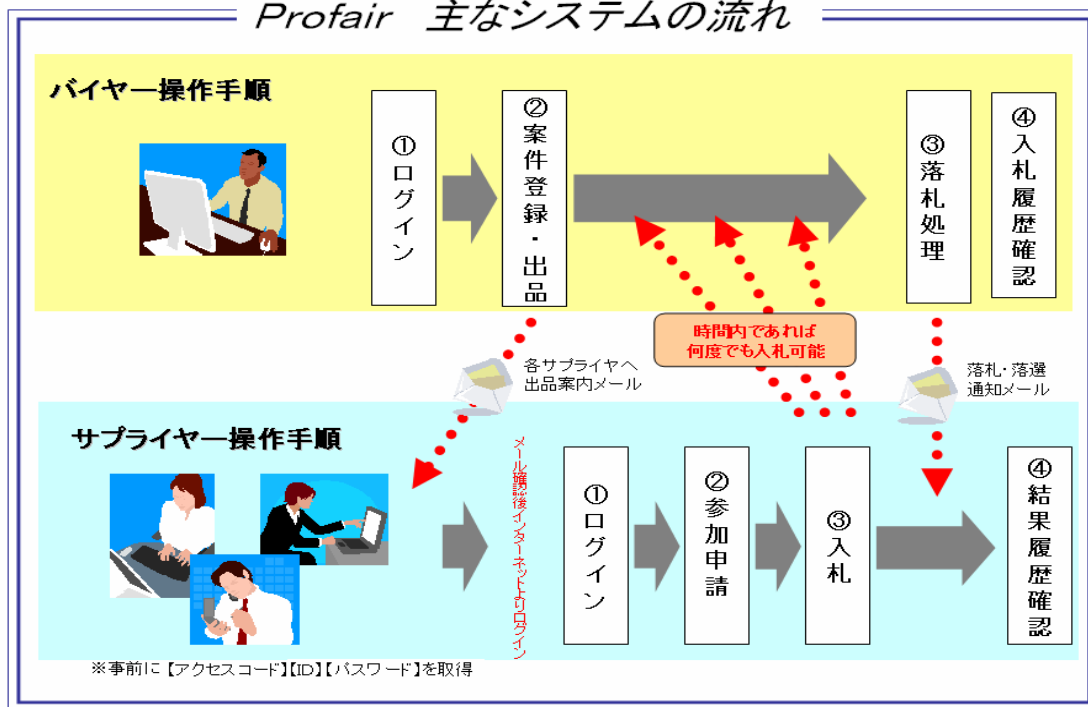 Profair 主なシステムの流れ
バイヤー操作手順
①ログイン
②案件登録・出品
③落札処理
④入札履歴確認
時間内であれば
何度でも入札可能
各サプライヤへ
出品案内メール
落札・落選
通知メール
サプライヤー操作手順
メール確認後インターネットよりログイン
①ログイン
②参加申請
③入札
④結果履歴確認
※事前に【アクセスコード】【ID】【パスワード】を取得